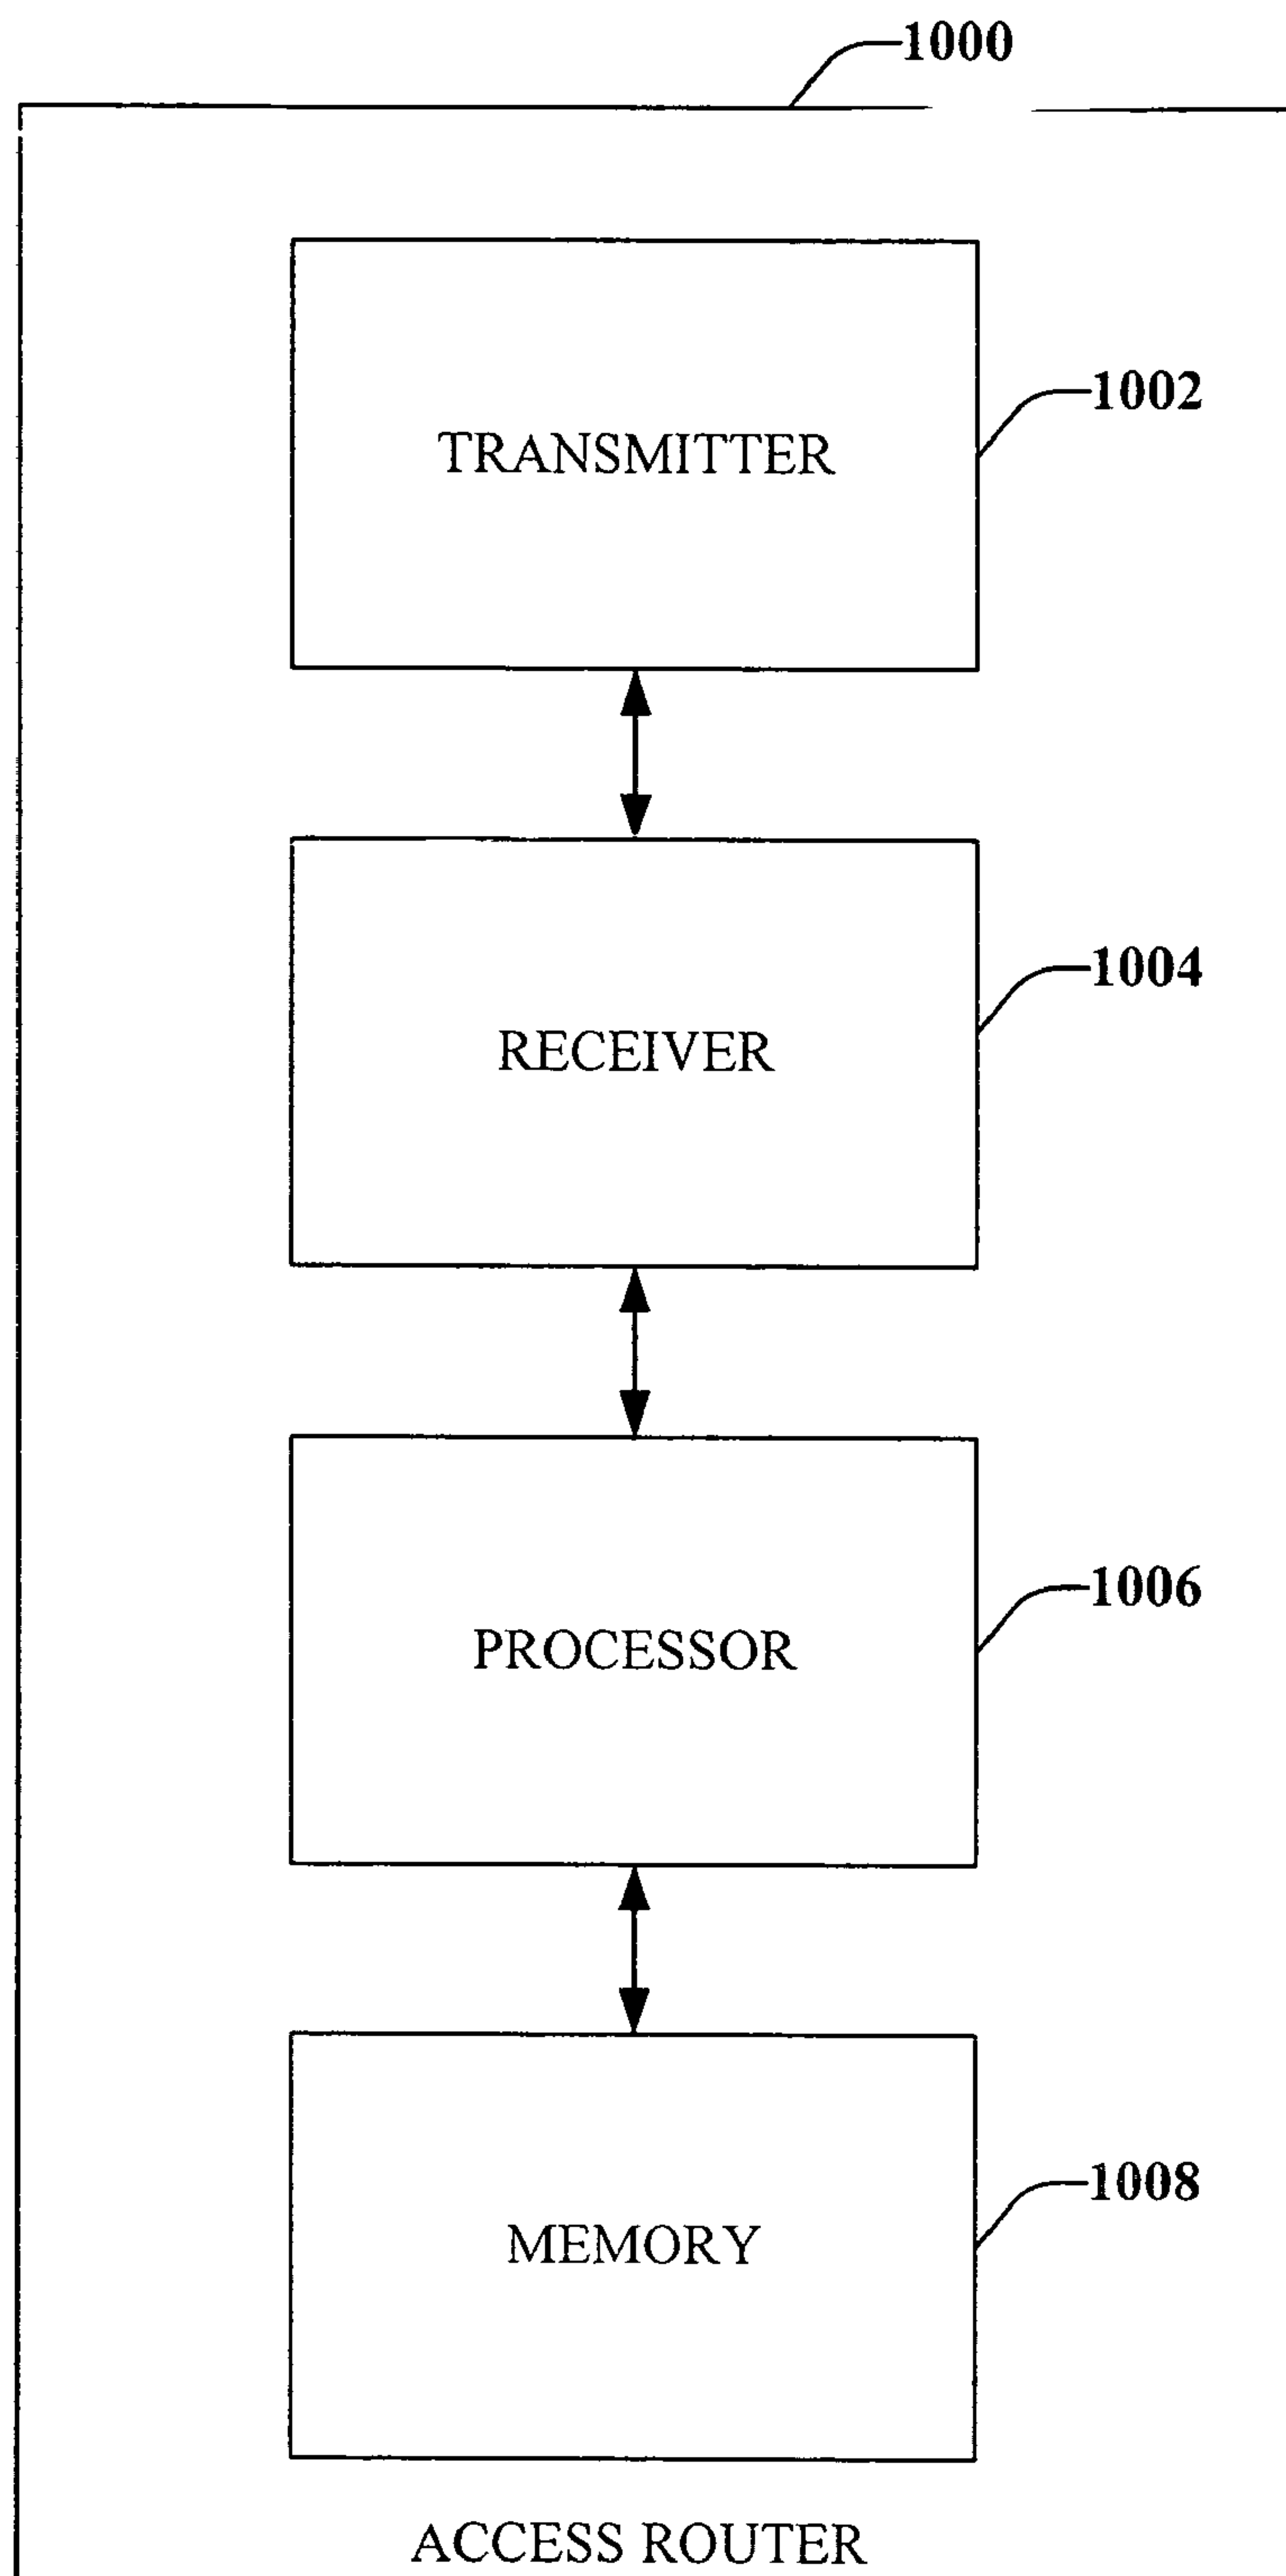 1000
TRANSMITTER
1002
RECEIVER
1004
PROCESSOR
1006
MEMORY
1008
ACCESS ROUTER